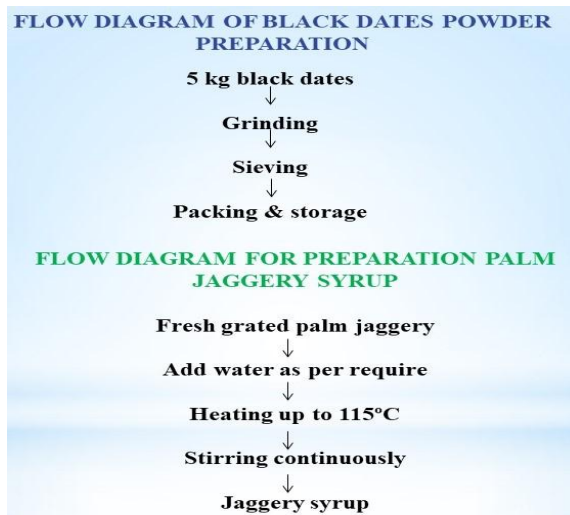 FLOW DIAGRAM OF BLACK DATES POWDER
PREPARATION
5 kg black dates
Grinding
Sieving
Packing & storage
FLOW DIAGRAM FOR PREPARATION PALM
JAGGERY SYRUP
Fresh grated palm jaggery
Add water as per require
Heating up to 115ºC
Stirring continuously
Jaggery syrup